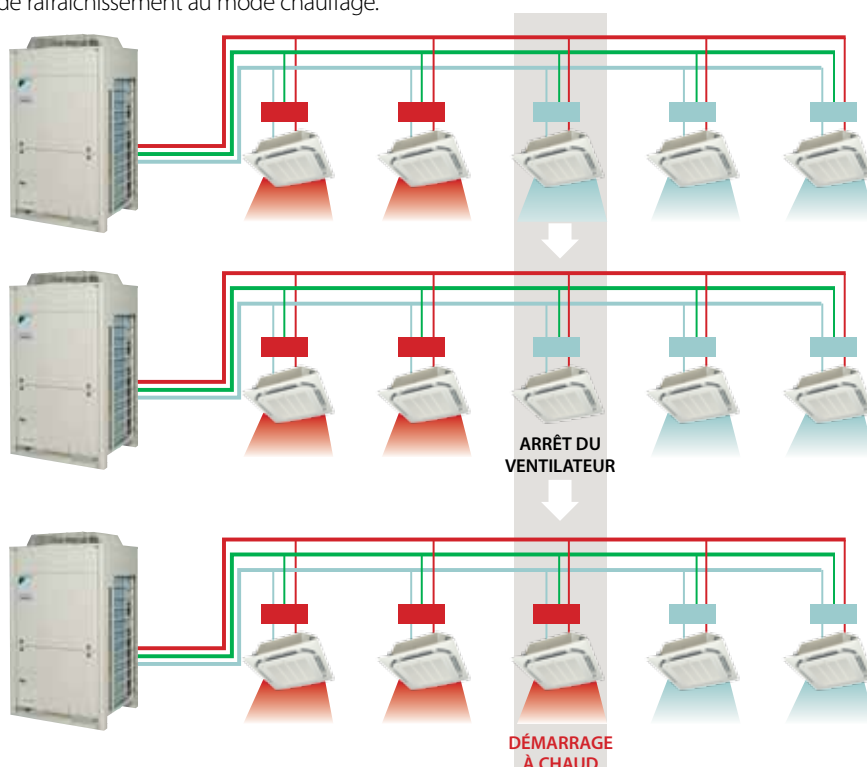 de rafraîchissement au mode chauffage.
ARRÊT DU
VENTILATEUR
DÉMARRAGE
À CHAUD